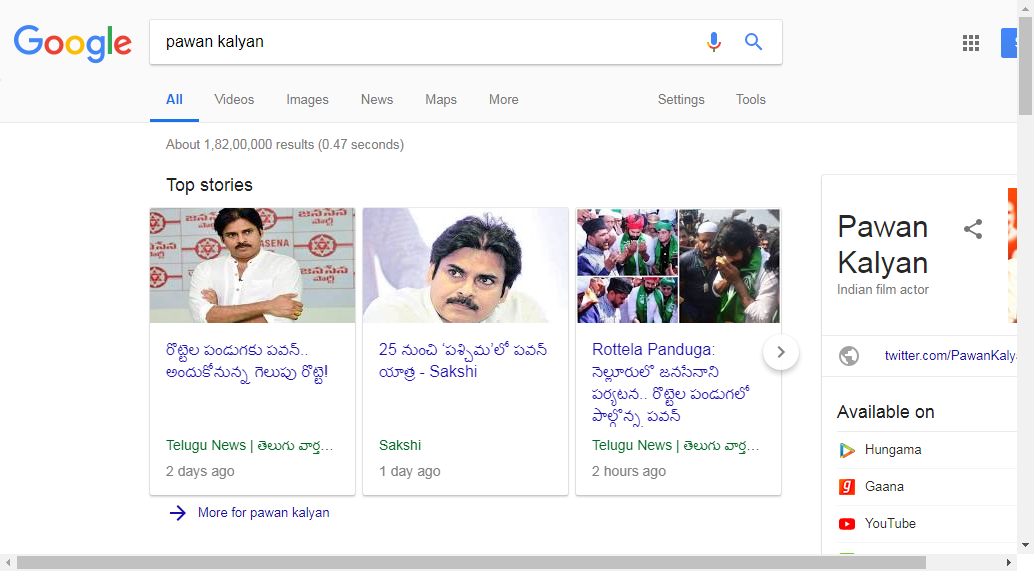 Google
pawan kalyan
All Videos Images News Maps More Settings Tools
About 1,82,00,000 results (0.47 seconds)
Top stories
జనసేన
పార్టీ
జనసేన
పార్టీ
రొట్టెల పండుగకు పవన్..
అందుకోనున్న గెలుపు రొట్టె!
Telugu News | తెలుగు వార్త...
2 days ago
25 నుంచి ‘పశ్చిమ’లో పవన్
యాత్ర - Sakshi
Sakshi
1 day ago
Rottela Panduga:
నెల్లూరులో జనసేనాని
పర్యటన.. రొట్టెల పండుగలో
పాల్గొన్న పవన్
Telugu News | తెలుగు వార్త...
2 hours ago
More for pawan kalyan
Pawan
Kalyan
Indian film actor
twitter.com/PawanKalya
Available on
Hungama
Gaana
YouTube